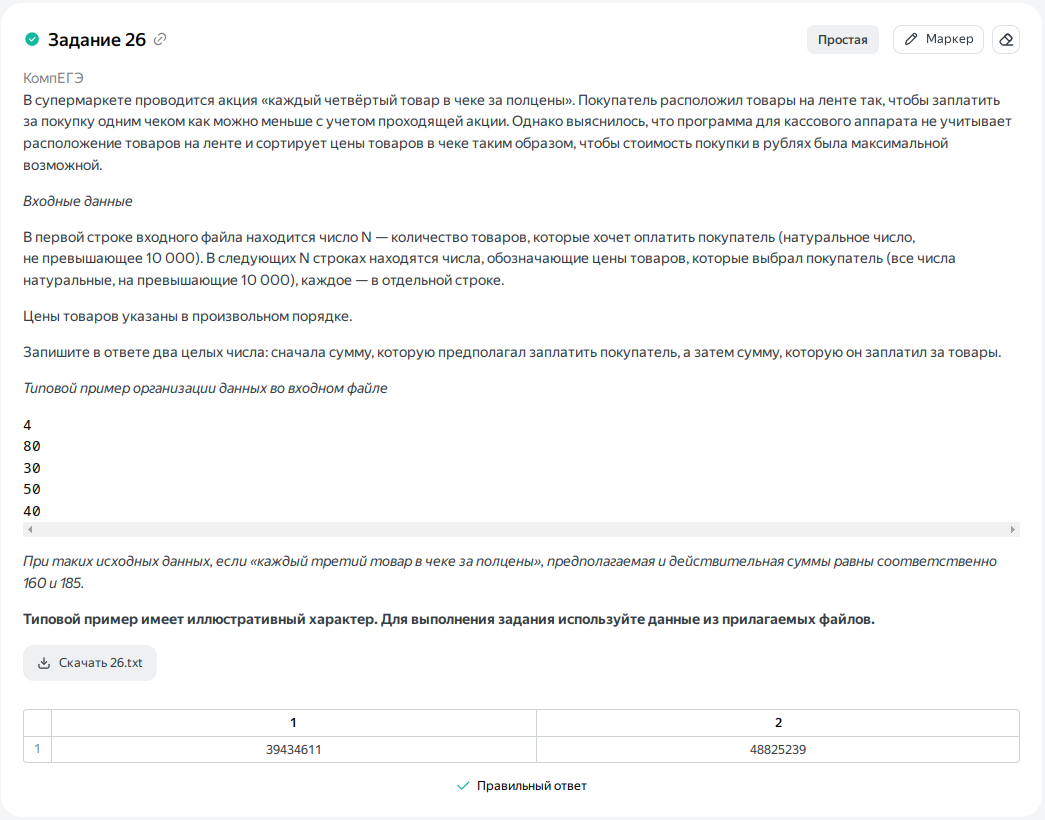 Задание 26
Простая
Маркер
КомпЕГЭ
В супермаркете проводится акция «каждый четвёртый товар в чеке за полцены». Покупатель расположил товары на ленте так, чтобы заплатить
за покупку одним чеком как можно меньше с учетом проходящей акции. Однако выяснилось, что программа для кассового аппарата не учитывает
расположение товаров на ленте и сортирует цены товаров в чеке таким образом, чтобы стоимость покупки в рублях была максимальной
возможной.
Входные данные
В первой строке входного файла находится число N — количество товаров, которые хочет оплатить покупатель (натуральное число,
не превышающее 10 000). В следующих N строках находятся числа, обозначающие цены товаров, которые выбрал покупатель (все числа
натуральные, на превышающие 10 000), каждое — в отдельной строке.
Цены товаров указаны в произвольном порядке.
Запишите в ответе два целых числа: сначала сумму, которую предполагал заплатить покупатель, а затем сумму, которую он заплатил за товары.
Типовой пример организации данных во входном файле
4
80
30
50
40
При таких исходных данных, если «каждый третий товар в чеке за полцены», предполагаемая и действительная суммы равны соответственно
160 и 185.
Типовой пример имеет иллюстративный характер. Для выполнения задания используйте данные из прилагаемых файлов.
Скачать 26.txt
1 2
1 39434611 48825239
Правильный ответ